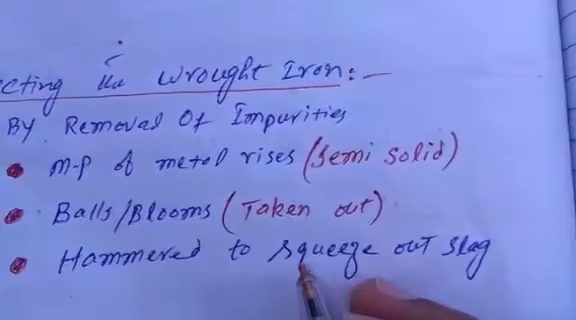 cting the Wrought Iron:-
By Removal Of Impurities
M.P of metal rises (Semi Solid)
Balls/Blooms (Taken out)
Hammered to squeeze out slag